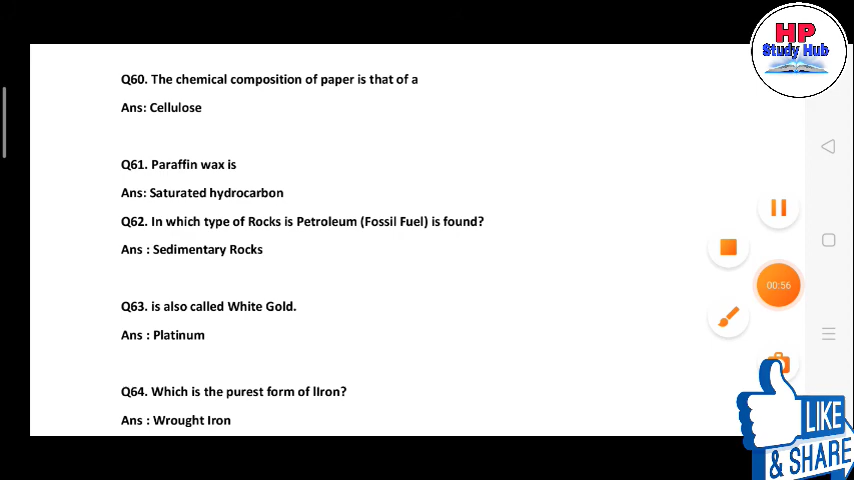 HP
Study Hub
Q60. The chemical composition of paper is that of a
Ans: Cellulose
Q61. Paraffin wax is
Ans: Saturated hydrocarbon
Q62. In which type of Rocks is Petroleum (Fossil Fuel) is found?
Ans : Sedimentary Rocks
Q63. is also called White Gold.
Ans : Platinum
Q64. Which is the purest form of lIron?
Ans : Wrought Iron
00:56
LIKE
& SHARE